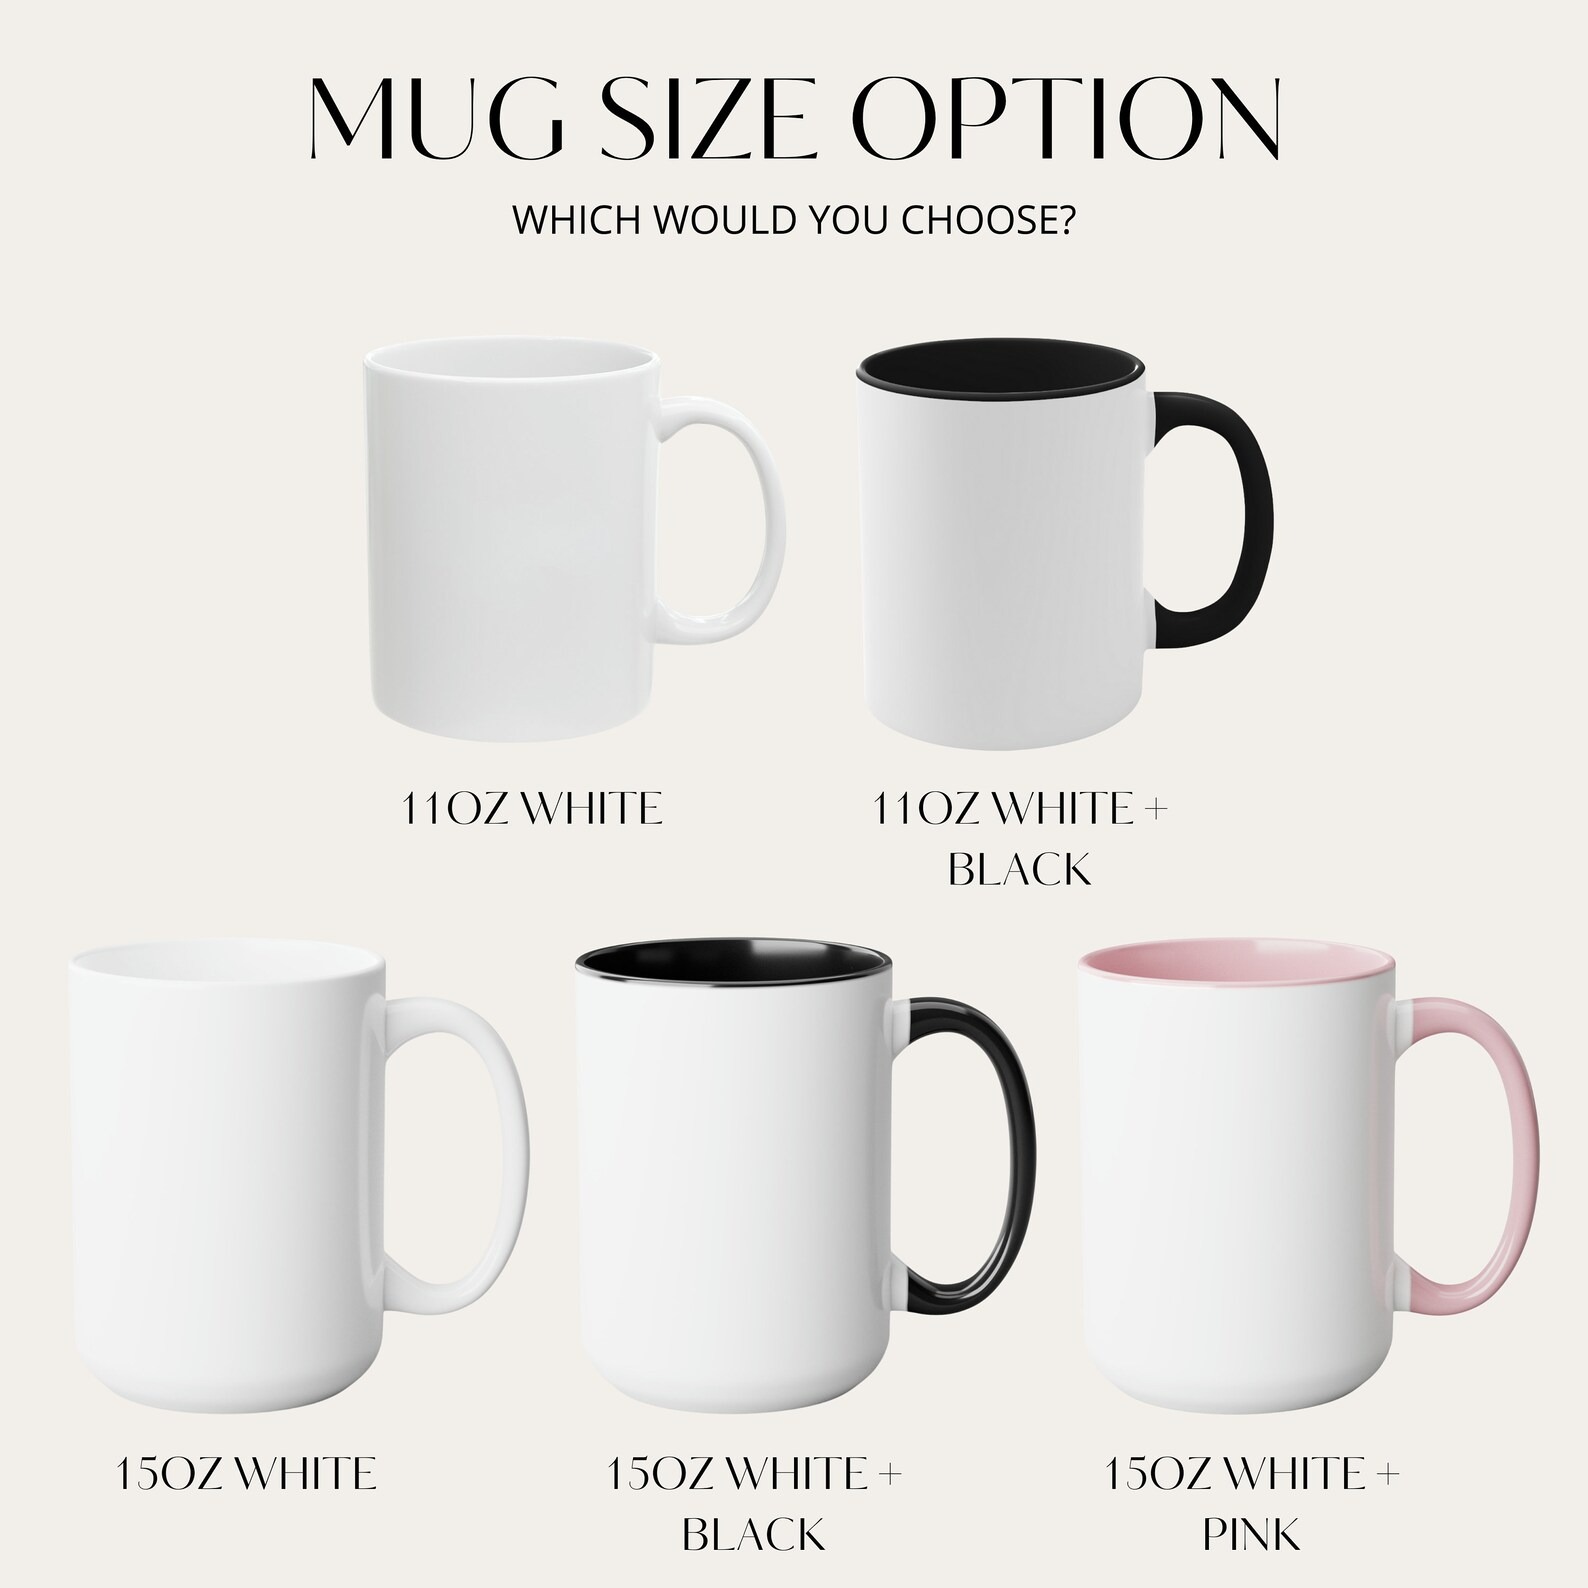 MUG SIZE OPTION
WHICH WOULD YOU CHOOSE?
11OZ WHITE
11OZ WHITE +
BLACK
15OZ WHITE
15OZ WHITE +
BLACK
15OZ WHITE +
PINK